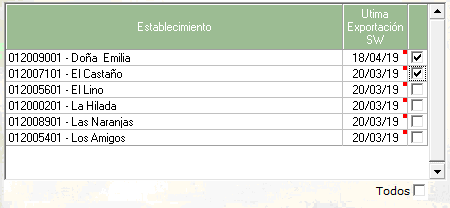 Establecimiento Utima Exportación SW
012009001 - Doña Emilia 18/04/19
012007101 - El Castaño 20/03/19
012005601 - El Lino 20/03/19
012000201 - La Hilada 20/03/19
012008901 - Las Naranjas 20/03/19
012005401 - Los Amigos 20/03/19
Todos